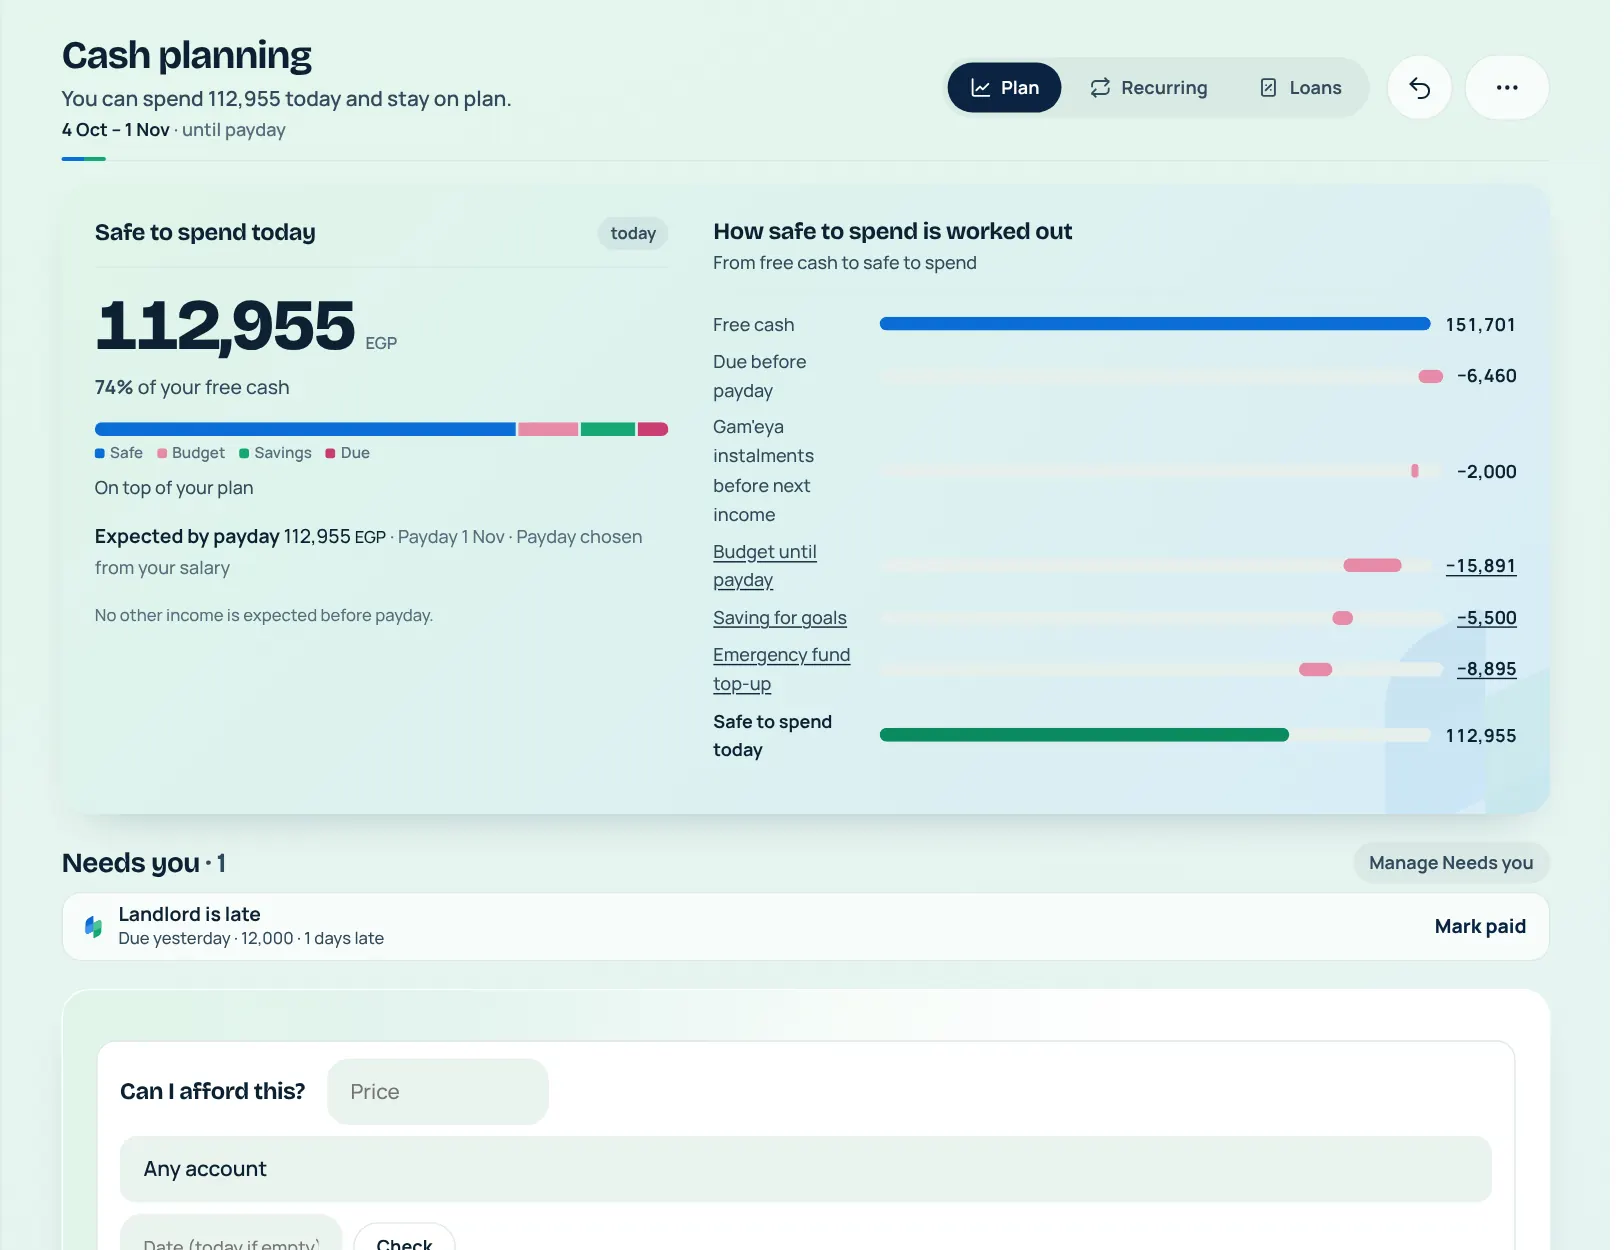 Cash planning
You can spend 112,955 today and stay on plan.
4 Oct – 1 Nov · until payday
Plan
Recurring
Loans
Safe to spend today
today
112,955 EGP
74% of your free cash
Safe
Budget
Savings
Due
On top of your plan
Expected by payday 112,955 EGP · Payday 1 Nov · Payday chosen
from your salary
No other income is expected before payday.
How safe to spend is worked out
From free cash to safe to spend
Free cash
151,701
Due before
payday
−6,460
Gam'eya
instalments
before next
income
−2,000
Budget until
payday
−15,891
Saving for goals
−5,500
Emergency fund
top-up
−8,895
Safe to spend
today
112,955
Needs you · 1
Manage Needs you
Landlord is late
Due yesterday · 12,000 · 1 days late
Mark paid
Can I afford this?
Price
Any account
Date (today if empty)
Check